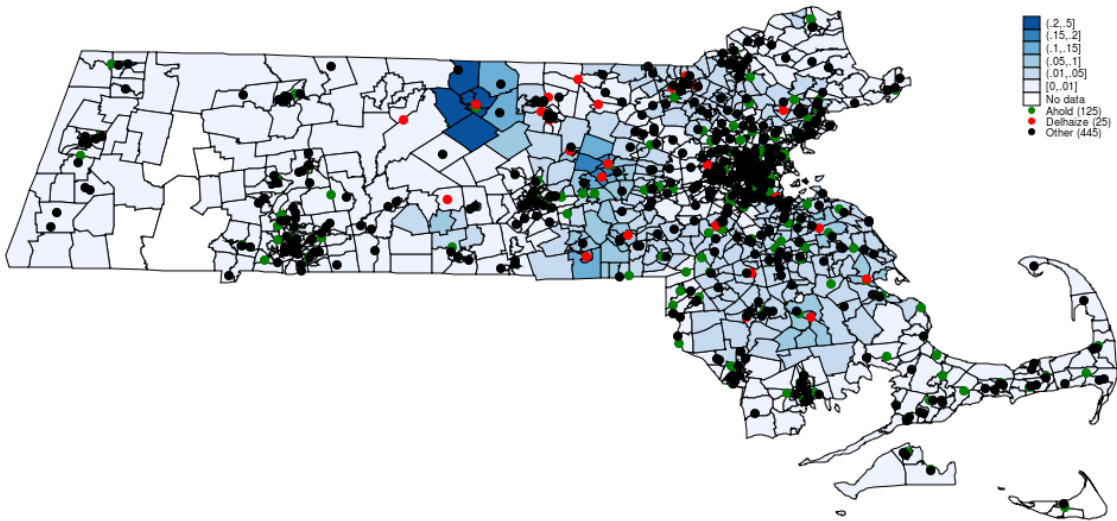 (.2,.5]
(.15,.2]
(.1,.15]
(.05,.1]
(.01,.05]
[0,.01]
No data
Ahold (125)
Delhaize (25)
Other (445)